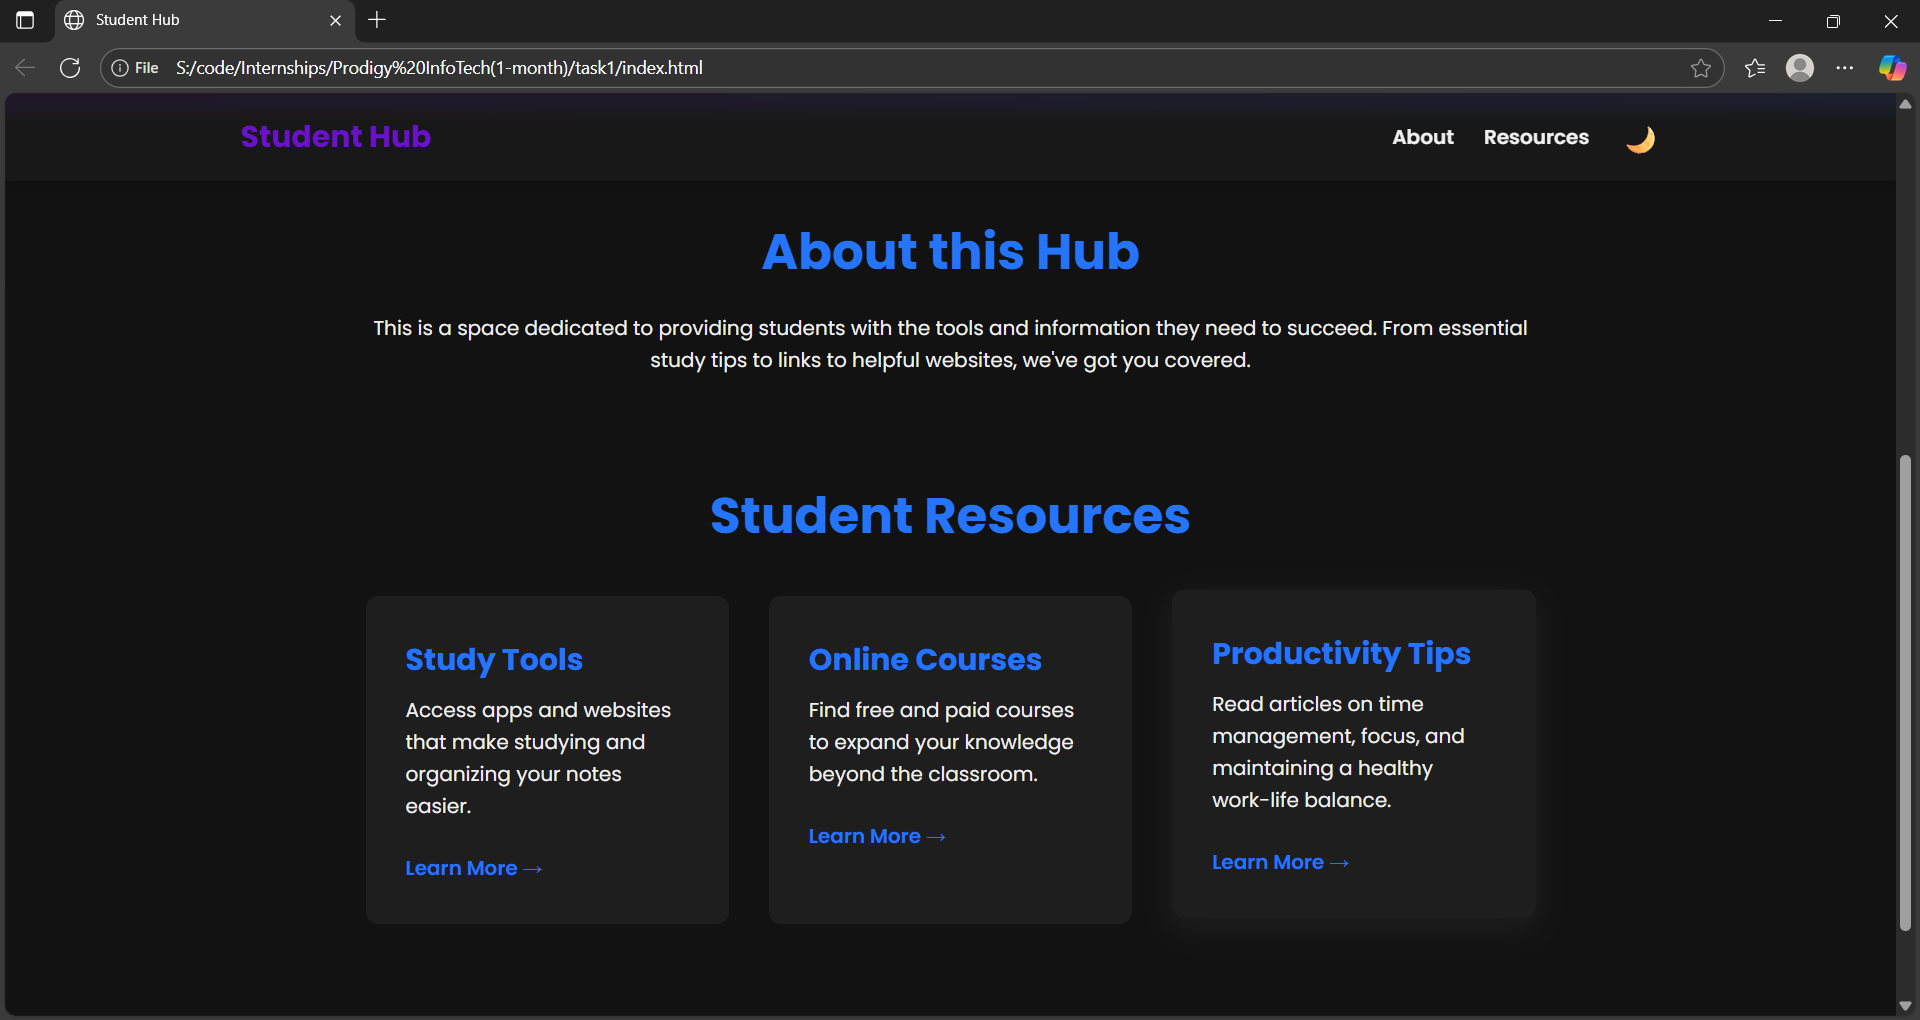 Student Hub
File S:/code/Internships/Prodigy%20InfoTech(1-month)/task1/index.html
Student Hub
About Resources
About this Hub
This is a space dedicated to providing students with the tools and information they need to succeed. From essential
study tips to links to helpful websites, we've got you covered.
Student Resources
Study Tools
Access apps and websites
that make studying and
organizing your notes
easier.
Learn More →
Online Courses
Find free and paid courses
to expand your knowledge
beyond the classroom.
Learn More →
Productivity Tips
Read articles on time
management, focus, and
maintaining a healthy
work-life balance.
Learn More →